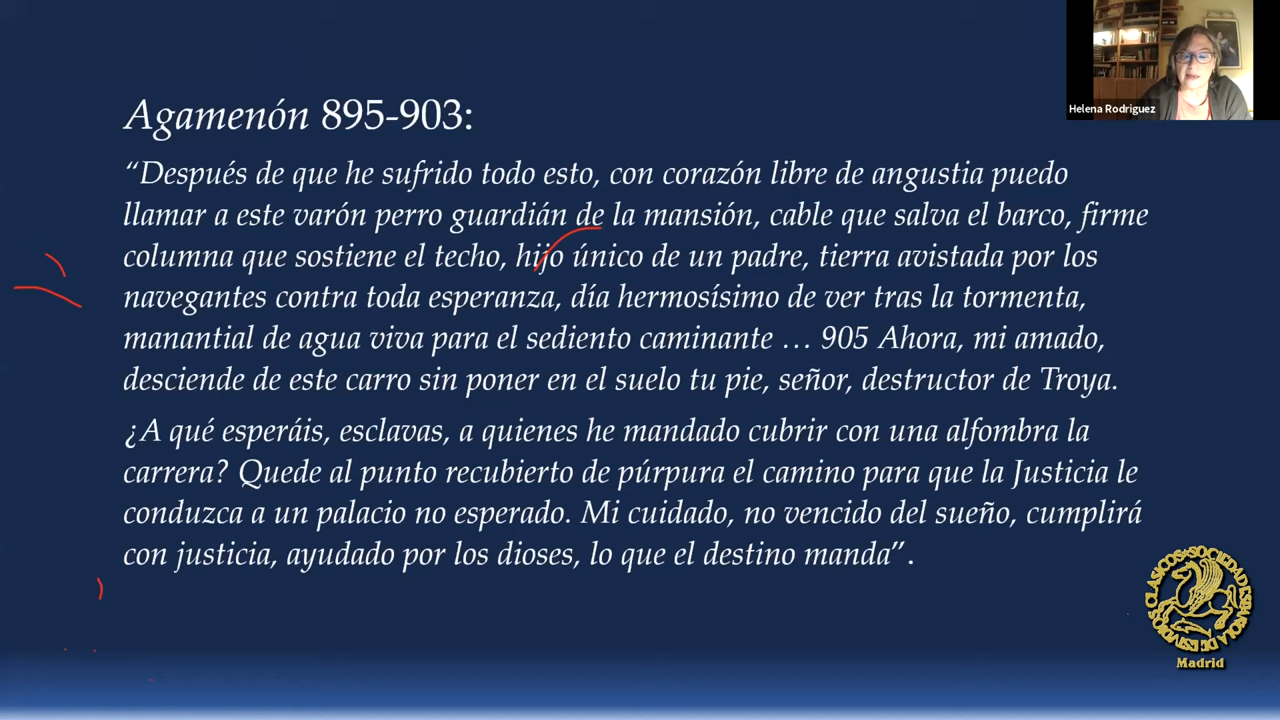 Helena Rodriguez
Agamenón 895-903:
“Después de que he sufrido todo esto, con corazón libre de angustia puedo
llamar a este varón perro guardián de la mansión, cable que salva el barco, firme
columna que sostiene el techo, hijo único de un padre, tierra avistada por los
navegantes contra toda esperanza, día hermosísimo de ver tras la tormenta,
manantial de agua viva para el sediento caminante … 905 Ahora, mi amado,
desciende de este carro sin poner en el suelo tu pie, señor, destructor de Troya.
¿A qué esperáis, esclavas, a quienes he mandado cubrir con una alfombra la
carrera? Quede al punto recubierto de púrpura el camino para que la Justicia le
conduzca a un palacio no esperado. Mi cuidado, no vencido del sueño, cumplirá
con justicia, ayudado por los dioses, lo que el destino manda”.
SOCIEDAD ESPAÑOLA DE ESTUDIOS CLASICOS
Madrid